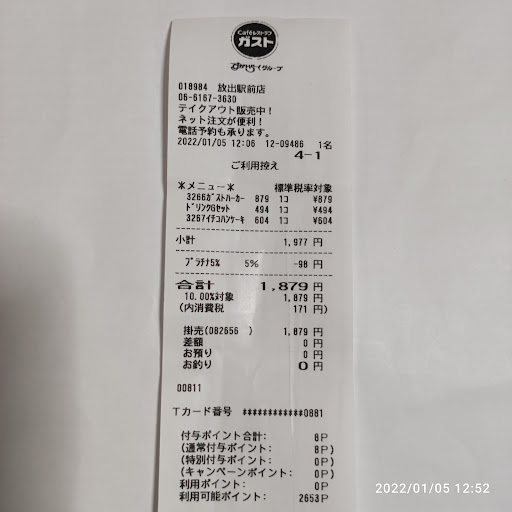 Cafeレストラン
ガスト
すかいらーくグループ
018984 放出駅前店
06-6167-3630
テイクアウト販売中!
ネット注文が便利!
電話予約も承ります。
2022/01/05 12:06 12-09486 1名
4-1
ご利用控え
*メニュー* 標準税率対象
3266ガストバーガー 879 1コ ¥879
ドリンクGセット 494 1コ ¥494
3267イチゴパンケーキ 604 1コ ¥604
小計 1,977 円
プラチナ5% 5% -98 円
合計 1,879 円
10.00%対象 1,879 円
(内消費税 171 円)
掛売(082656 ) 1,879 円
差額 0 円
お預り 0 円
お釣り 0 円
00811
Tカード番号 ************0881
付与ポイント合計: 8P
(通常付与ポイント: 8P)
(特別付与ポイント: 0P)
(キャンペーンポイント: 0P)
利用ポイント: 0P
利用可能ポイント: 2653P
2022/01/05 12:52